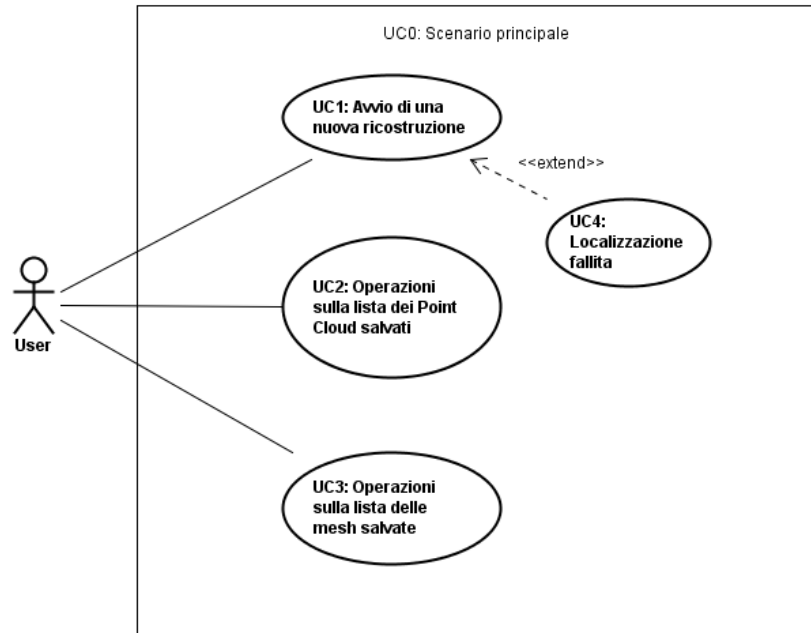 UC0: Scenario principale
UC1: Avvio di una
nuova ricostruzione
<<extend>>
UC4:
Localizzazione
fallita
UC2: Operazioni
sulla lista dei Point
Cloud salvati
User
UC3: Operazioni
sulla lista delle
mesh salvate